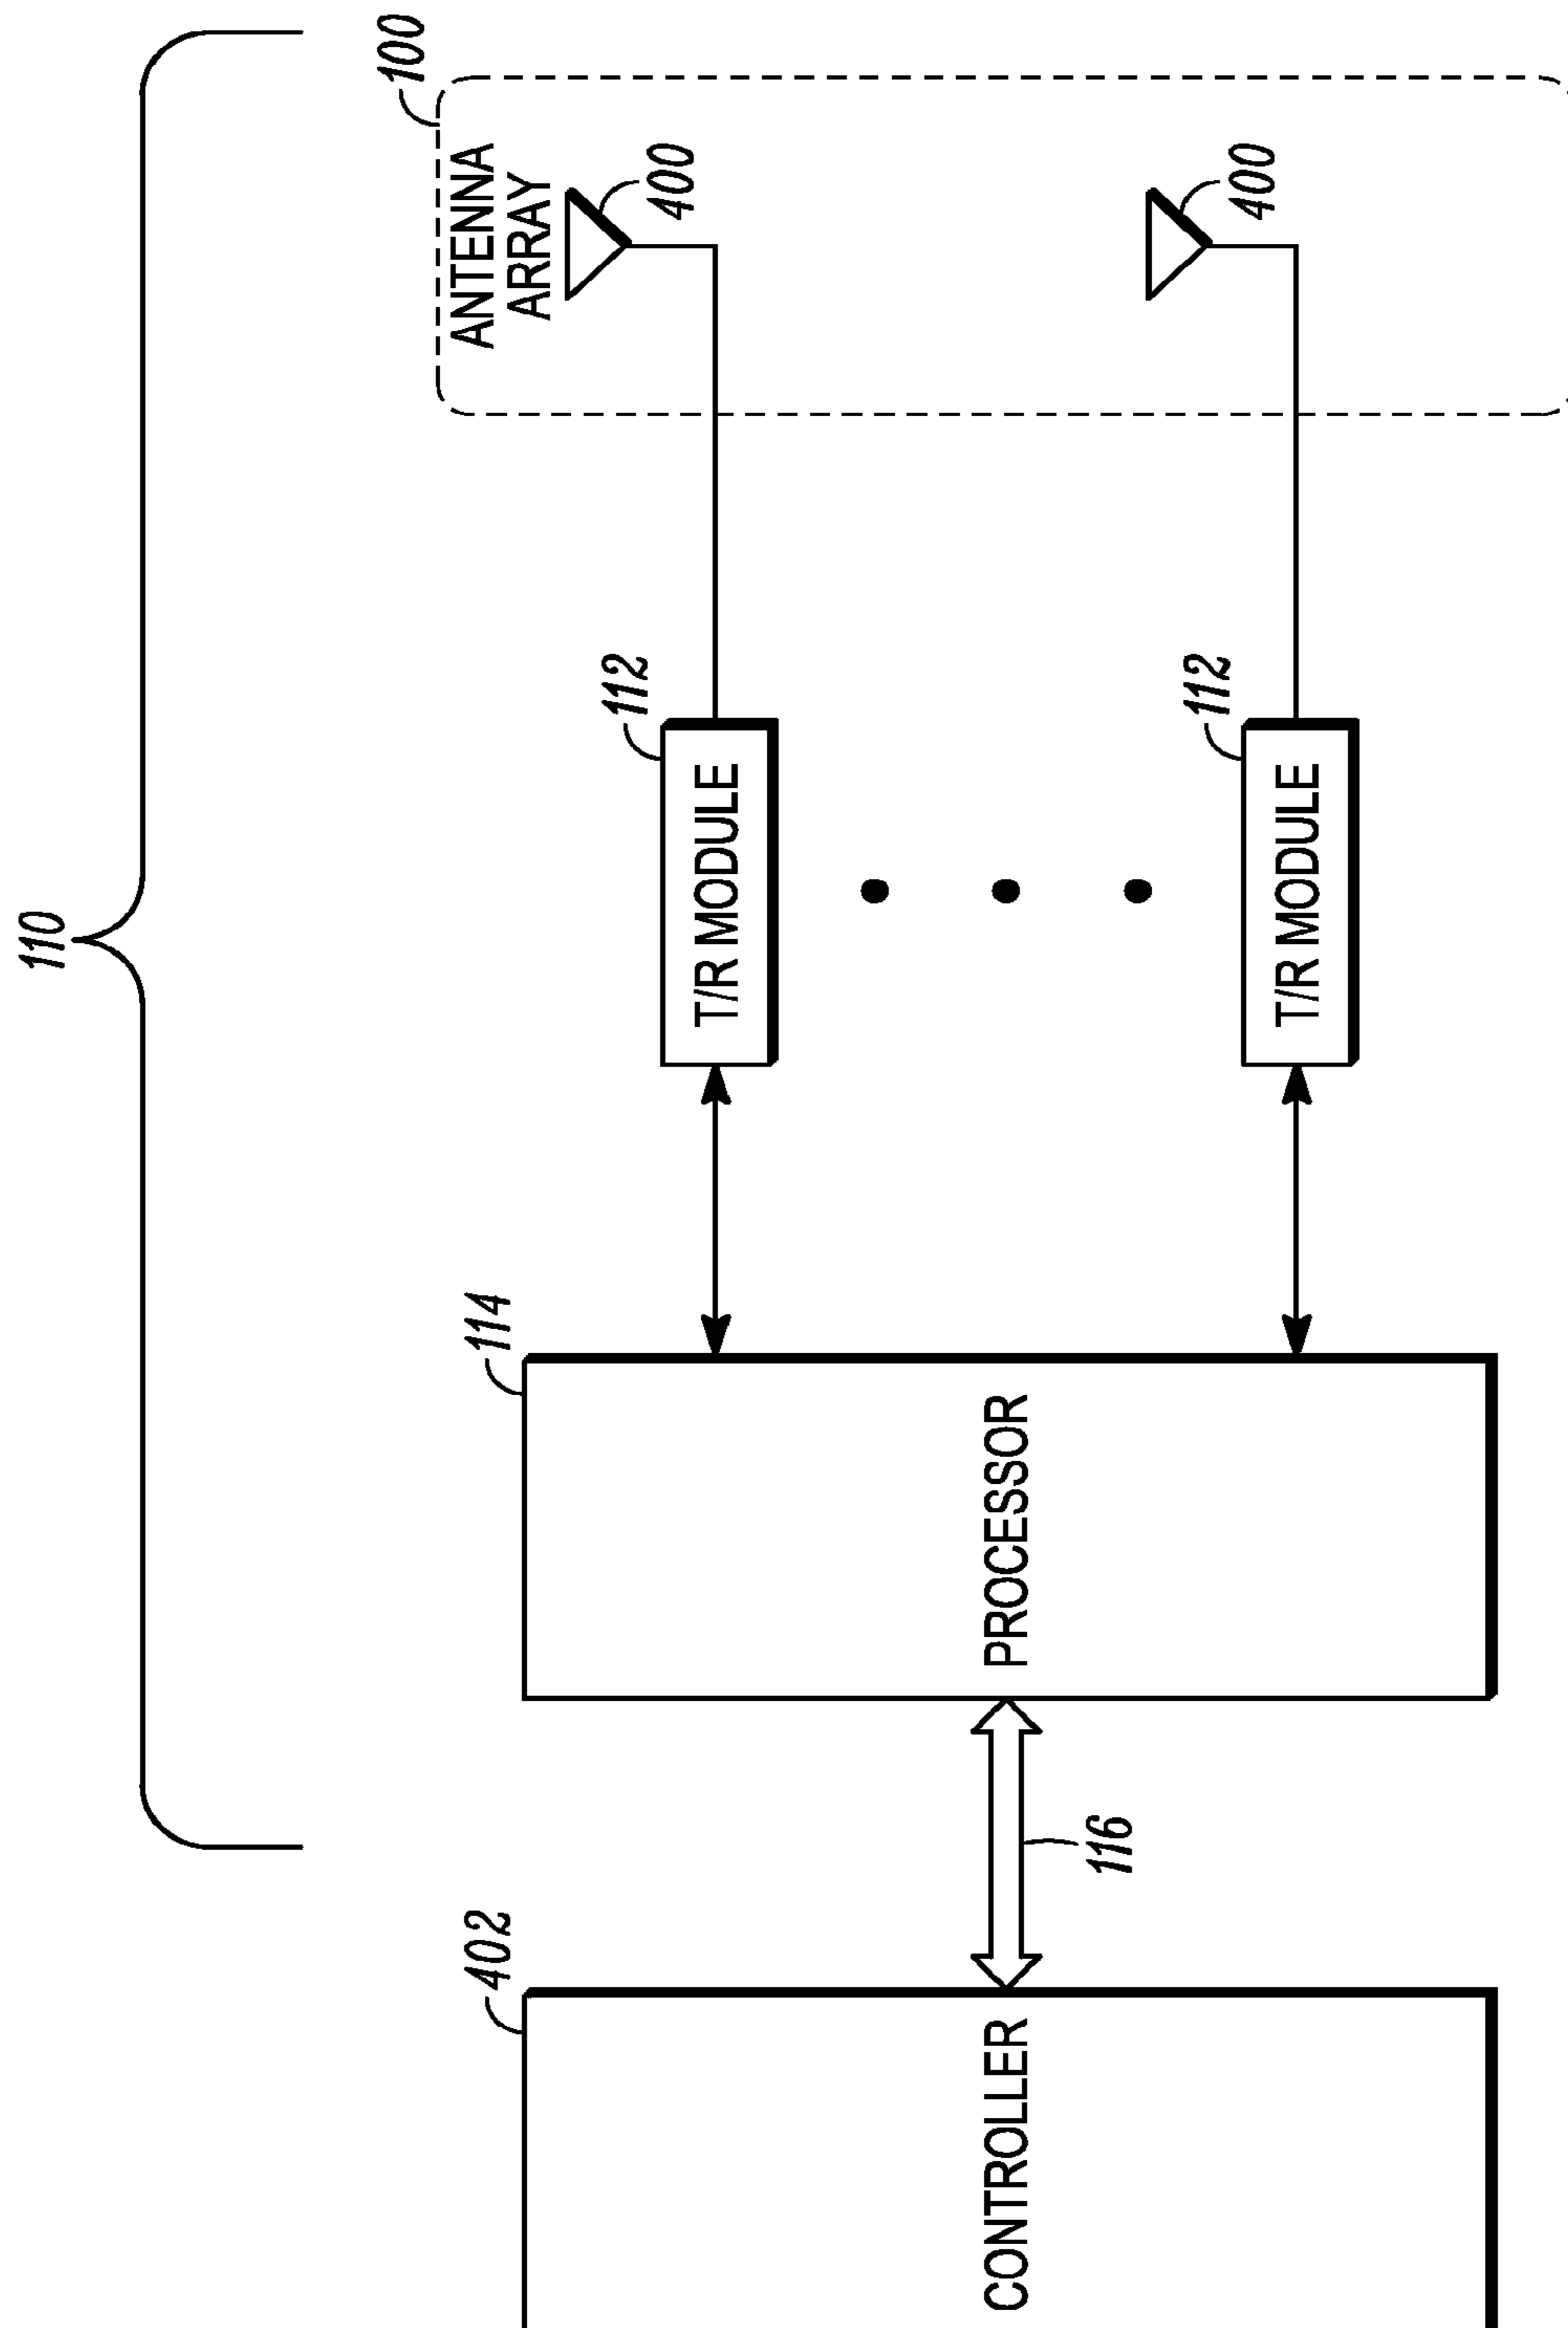 110
100
ANTENNA
ARRAY
400
400
112
T/R MODULE
112
T/R MODULE
114
PROCESSOR
116
402
CONTROLLER